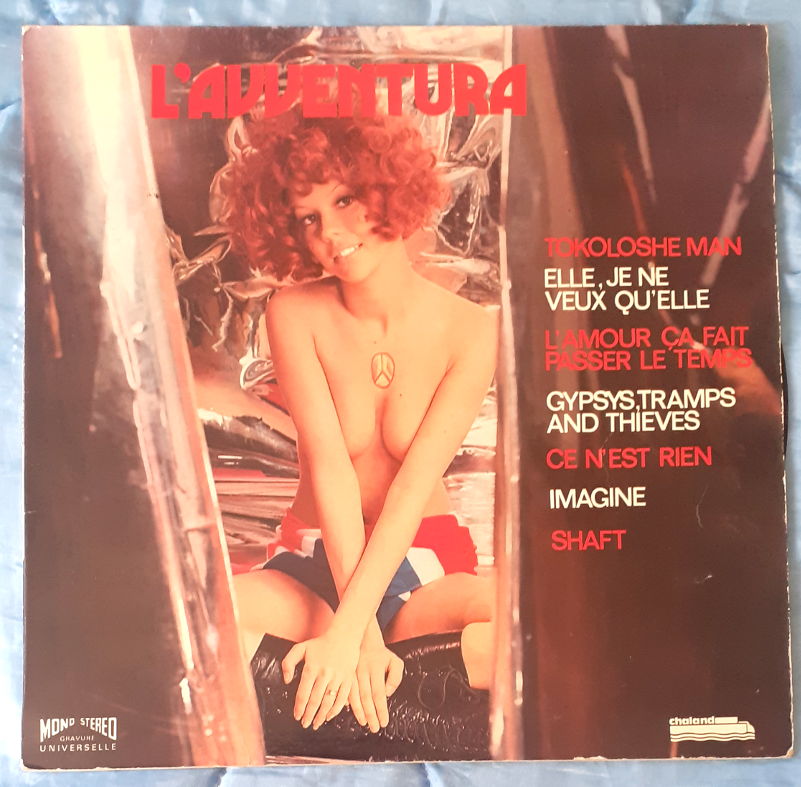 L'AVVENTURA
TOKOLOSHE MAN
ELLE, JE NE
VEUX QU'ELLE
L'AMOUR ÇA FAIT
PASSER LE TEMPS
GYPSYS, TRAMPS
AND THIEVES
CE N'EST RIEN
IMAGINE
SHAFT
MONO STEREO
GRAVURE
UNIVERSELLE
chaland